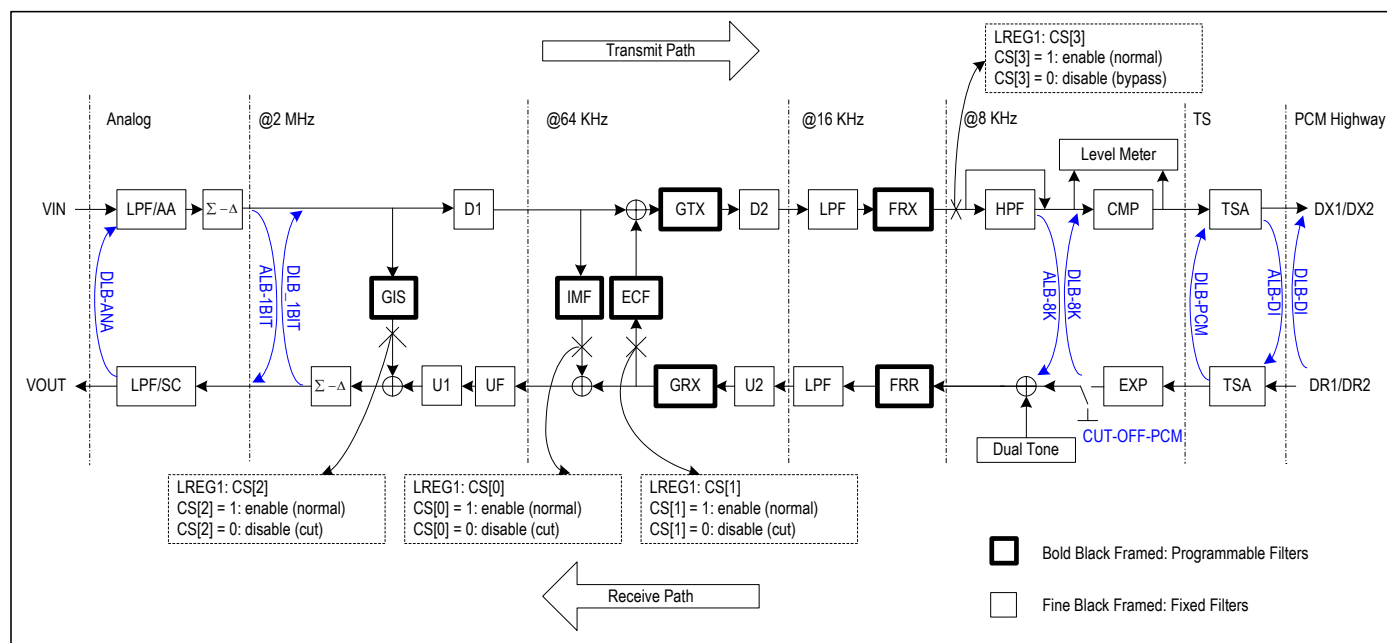 Transmit Path
LREG1: CS[3]
CS[3] = 1: enable (normal)
CS[3] = 0: disable (bypass)
Analog
@2 MHz
@64 KHz
@16 KHz
@8 KHz
TS
PCM Highway
Level Meter
VIN
LPF/AA
Σ−Δ
D1
GTX
D2
LPF
FRX
HPF
CMP
TSA
DX1/DX2
DLB-ANA
ALB-1BIT
DLB_1BIT
GIS
IMF
ECF
ALB-8K
DLB-8K
DLB-PCM
ALB-DI
DLB-DI
VOUT
LPF/SC
Σ−Δ
U1
UF
GRX
U2
LPF
FRR
EXP
TSA
DR1/DR2
CUT-OFF-PCM
Dual Tone
LREG1: CS[2]
CS[2] = 1: enable (normal)
CS[2] = 0: disable (cut)
LREG1: CS[0]
CS[0] = 1: enable (normal)
CS[0] = 0: disable (cut)
LREG1: CS[1]
CS[1] = 1: enable (normal)
CS[1] = 0: disable (cut)
Bold Black Framed: Programmable Filters
Receive Path
Fine Black Framed: Fixed Filters